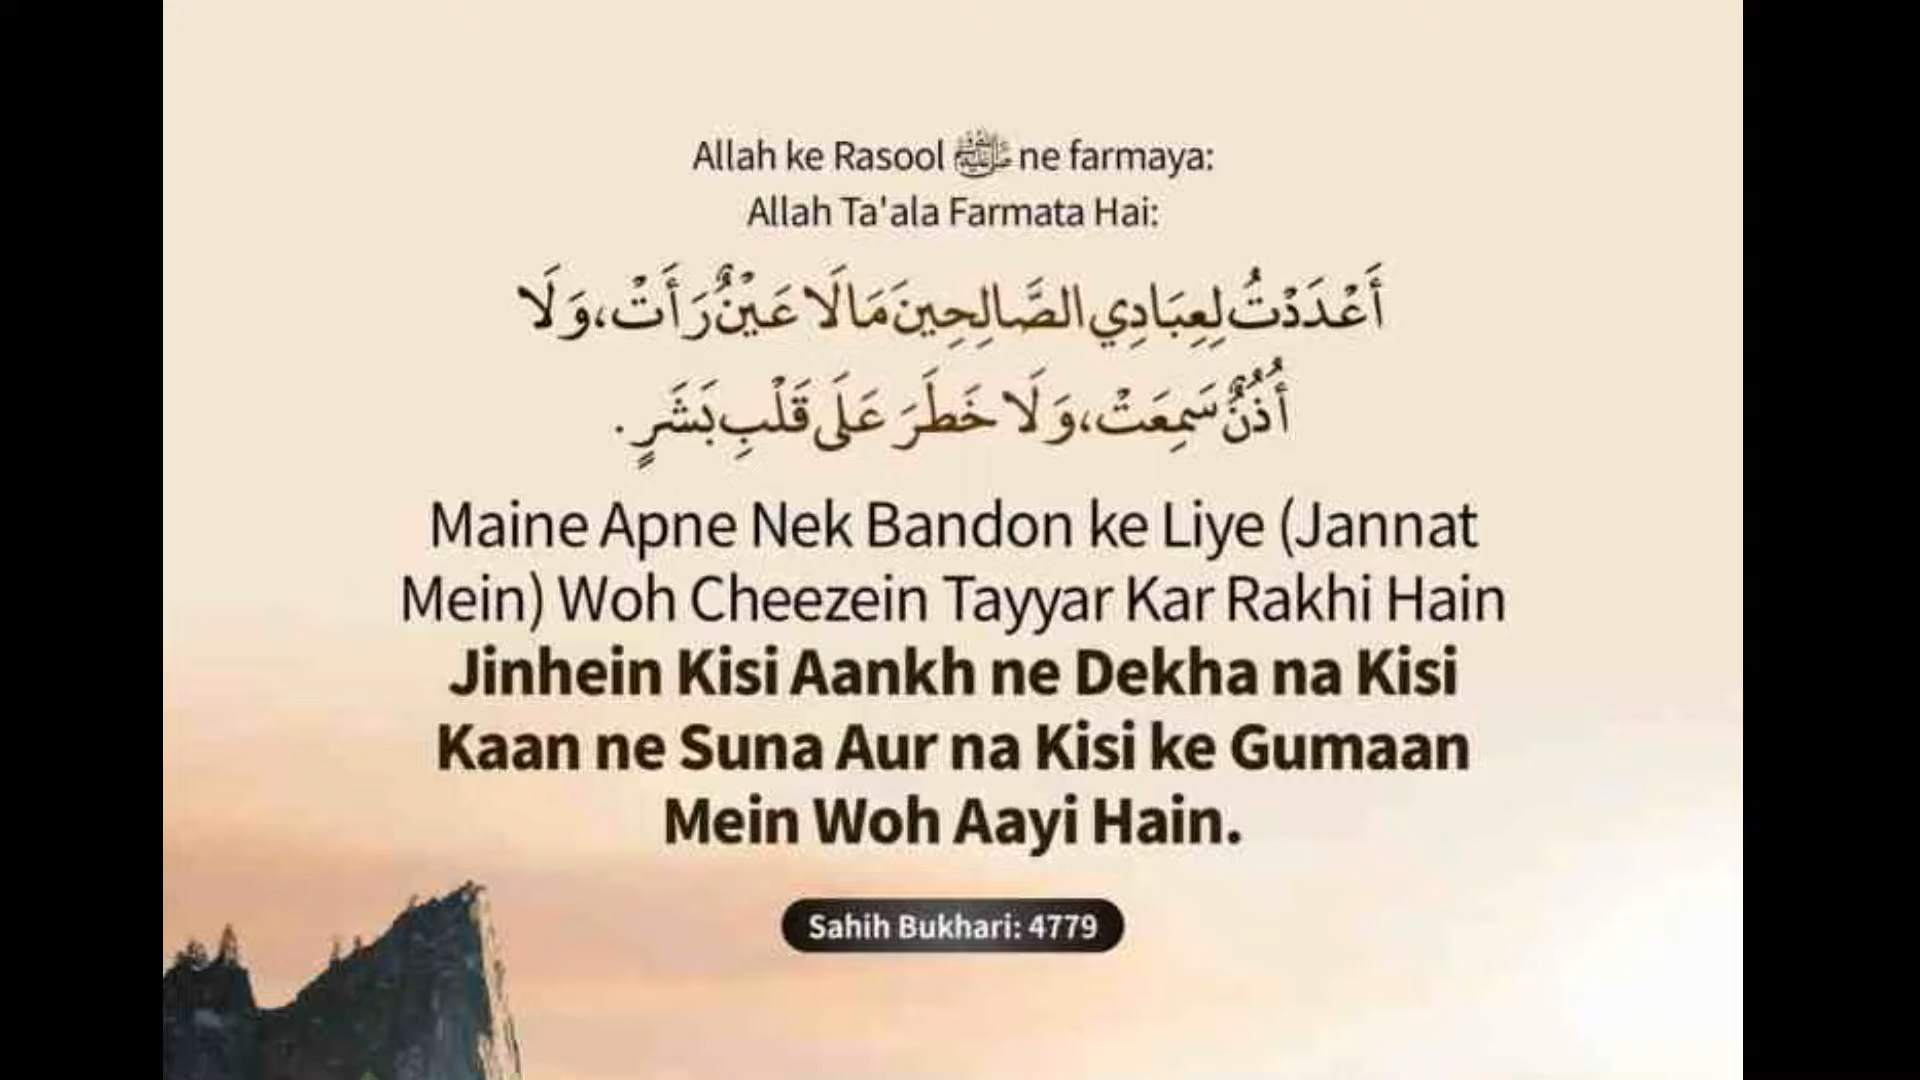 Allah ke Rasool ﷺ ne farmaya:
Allah Ta'ala Farmata Hai:
أَعْدَدْتُ لِعِبَادِي الصَّالِحِينَ مَا لَا عَيْنٌ رَأَتْ، وَلَا
أُذُنٌ سَمِعَتْ، وَلَا خَطَرَ عَلَى قَلْبِ بَشَرٍ .
Maine Apne Nek Bandon ke Liye (Jannat
Mein) Woh Cheezein Tayyar Kar Rakhi Hain
Jinhein Kisi Aankh ne Dekha na Kisi
Kaan ne Suna Aur na Kisi ke Gumaan
Mein Woh Aayi Hain.
Sahih Bukhari: 4779